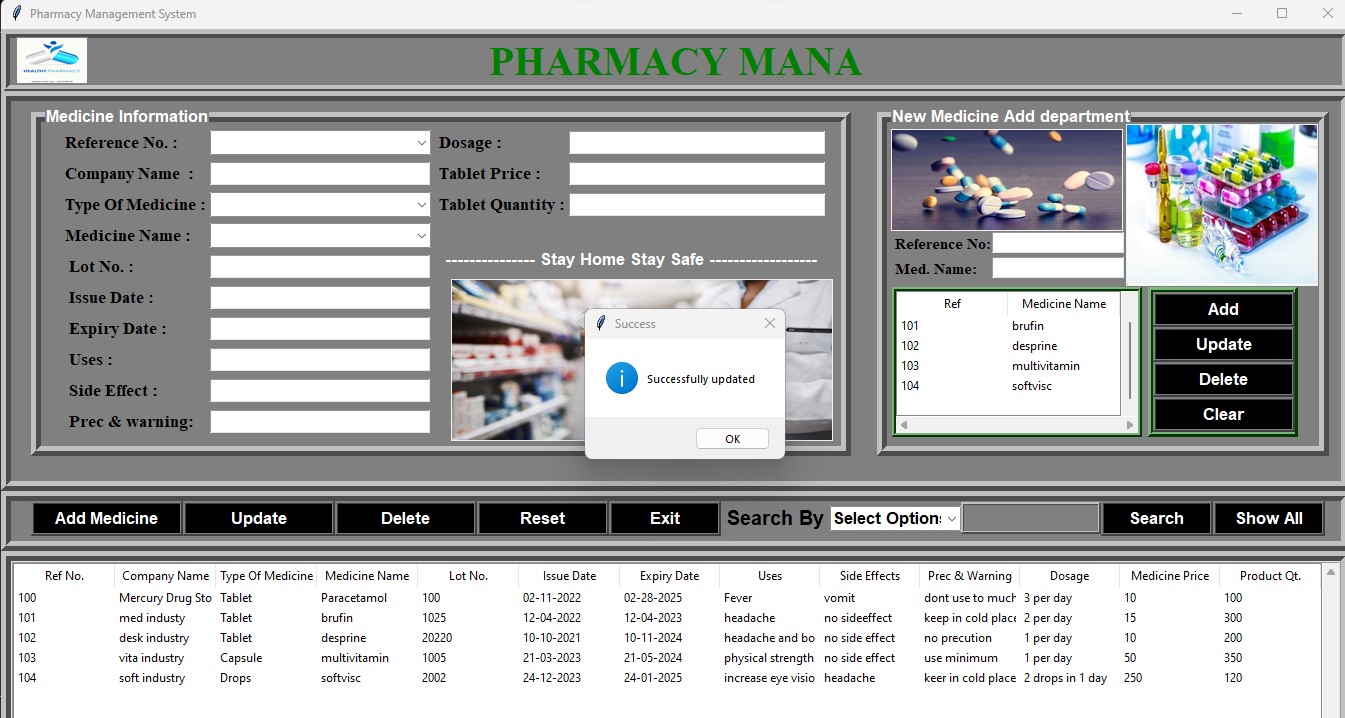 Pharmacy Management System
HEALTHY PHARMACY
PHARMACY MANA
Medicine Information
Reference No. :
Company Name :
Type Of Medicine :
Medicine Name :
Lot No. :
Issue Date :
Expiry Date :
Uses :
Side Effect :
Prec & warning:
Dosage :
Tablet Price :
Tablet Quantity :
--------------- Stay Home Stay Safe ------------------
Success
Successfully updated
OK
New Medicine Add department
Reference No:
Med. Name:
Ref Medicine Name
101 brufin
102 desprine
103 multivitamin
104 softvisc
Add
Update
Delete
Clear
Add Medicine Update Delete Reset Exit Search By Select Options Search Show All
Ref No. Company Name Type Of Medicine Medicine Name Lot No. Issue Date Expiry Date Uses Side Effects Prec & Warning Dosage Medicine Price Product Qt.
100 Mercury Drug Sto Tablet Paracetamol 100 02-11-2022 02-28-2025 Fever vomit dont use to much 3 per day 10 100
101 med industy Tablet brufin 1025 12-04-2022 12-04-2023 headache no sideeffect keep in cold place 2 per day 15 300
102 desk industry Tablet desprine 20220 10-10-2021 10-11-2024 headache and bo no side effect no precution 1 per day 10 200
103 vita industry Capsule multivitamin 1005 21-03-2023 21-05-2024 physical strength no side effect use minimum 1 per day 50 350
104 soft industry Drops softvisc 2002 24-12-2023 24-01-2025 increase eye visio headache keer in cold place 2 drops in 1 day 250 120